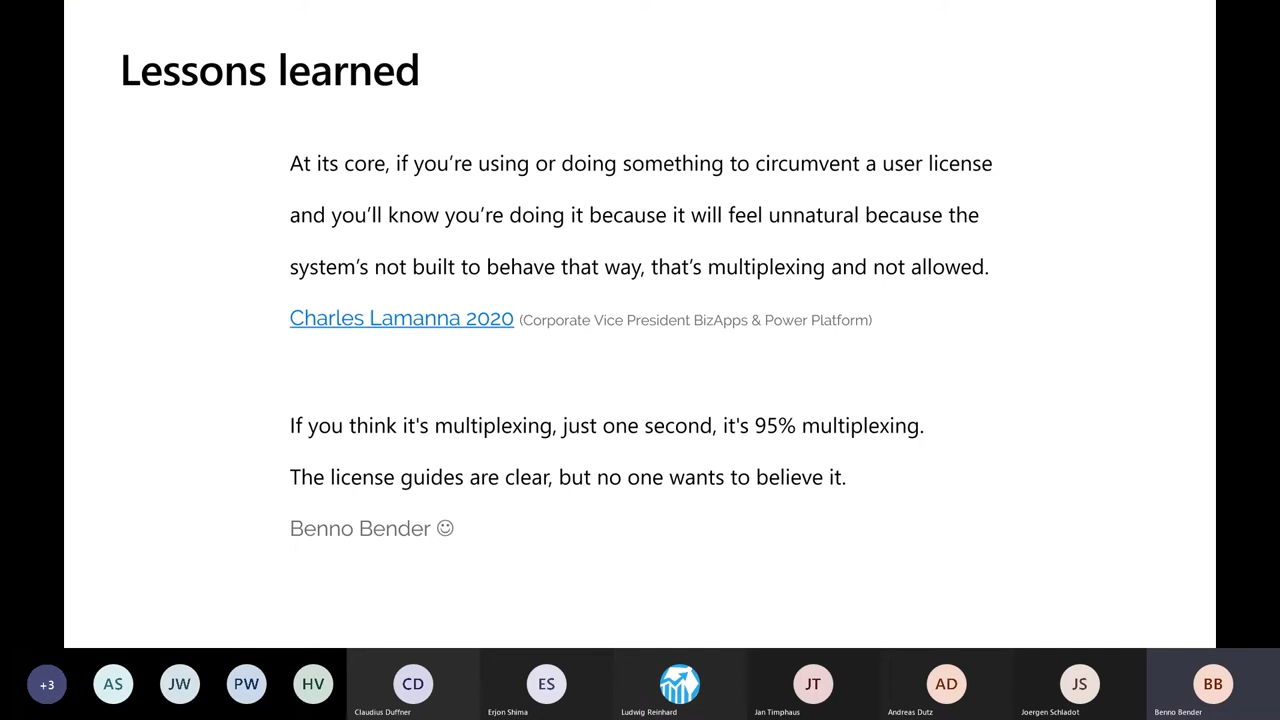 Lessons learned
At its core, if you’re using or doing something to circumvent a user license
and you’ll know you’re doing it because it will feel unnatural because the
system’s not built to behave that way, that’s multiplexing and not allowed.
Charles Lamanna 2020 (Corporate Vice President BizApps & Power Platform)
If you think it's multiplexing, just one second, it's 95% multiplexing.
The license guides are clear, but no one wants to believe it.
Benno Bender ☺
+3 AS JW PW HV CD ES JT AD JS BB
Claudius Duffner Erjon Shima Ludwig Reinhard Jan Timphaus Andreas Dutz Joergen Schladot Benno Bender